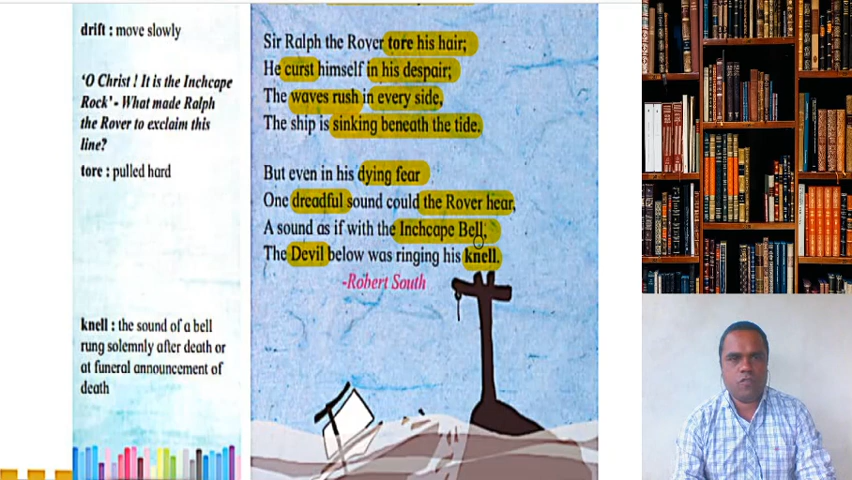 drift : move slowly
‘O Christ ! It is the Inchcape
Rock’ - What made Ralph
the Rover to exclaim this
line?
tore : pulled hard
knell : the sound of a bell
rung solemnly after death or
at funeral announcement of
death
Sir Ralph the Rover tore his hair;
He curst himself in his despair;
The waves rush in every side,
The ship is sinking beneath the tide.
But even in his dying fear
One dreadful sound could the Rover hear,
A sound as if with the Inchcape Bell,
The Devil below was ringing his knell.
-Robert South